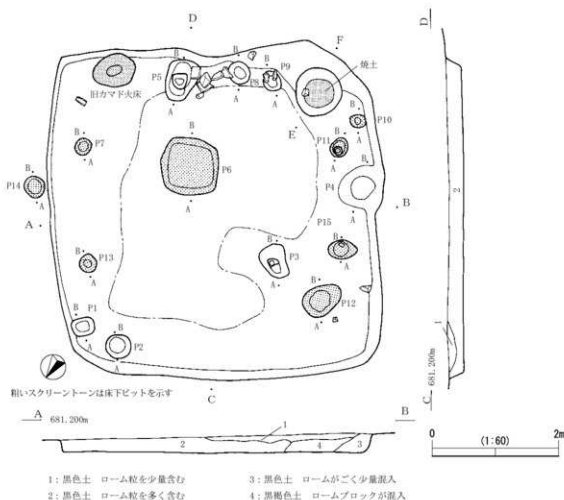 D
F
B
P5
B
P8
A
B
P9
A
焼土
旧カマド火床
A
E
B
P10
A
B
P7
A
P11
B
A
B
P6
A
B
P4
A
B
P14
A
A
B
P15
A
B
P13
A
B
P3
A
B
P12
A
B
P1
A
B
P2
A
粗いスクリーントーンは床下ピットを示す
C
D
2
1
681.200m
C
A
681.200m
B
1
2
4
3
0
(1:60)
2m
1:黒色土 ローム粒を少量含む
2:黒色土 ローム粒を多く含む
3:黒色土 ロームがごく少量混入
4:黒褐色土 ロームブロックが混入